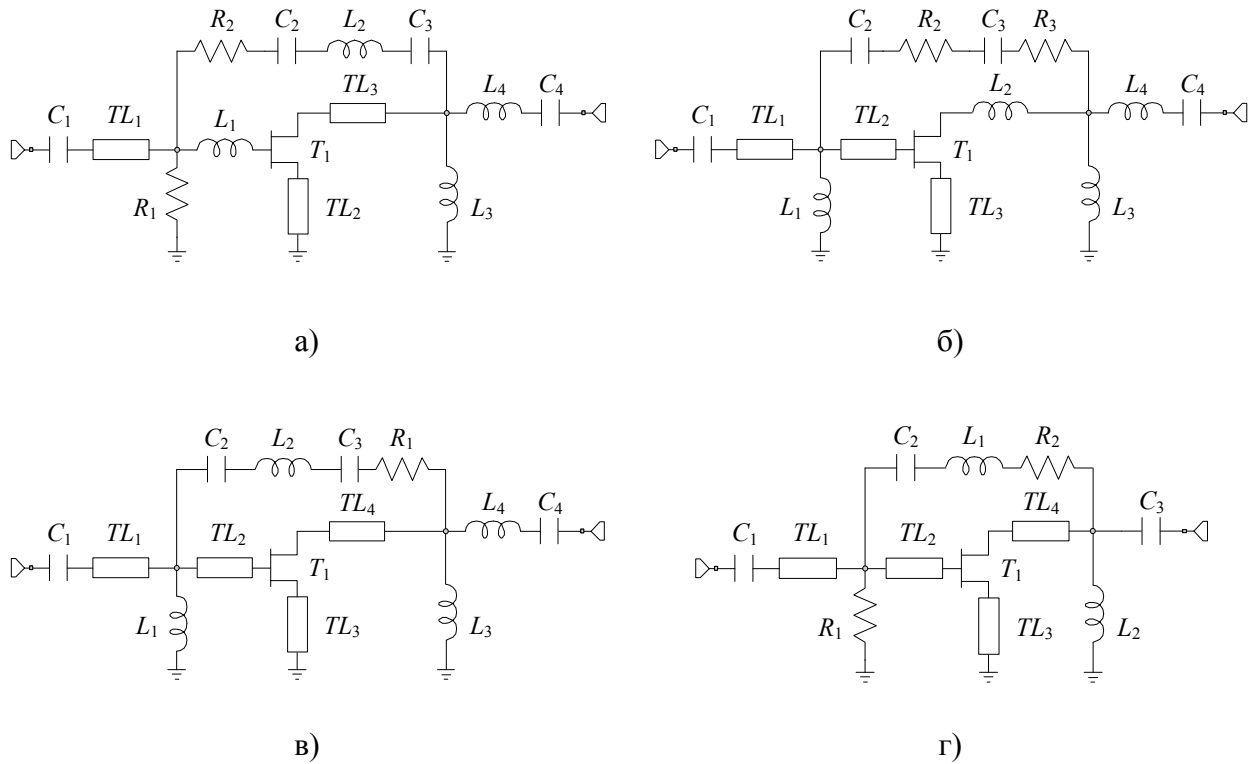 R₂ C₂ L₂ C₃
TL₃
L₄ C₄
C₁ TL₁ L₁
T₁
R₁ TL₂ L₃
а)
C₂ R₂ C₃ R₃
L₂
L₄ C₄
C₁ TL₁ TL₂
T₁
L₁ TL₃ L₃
б)
C₂ L₂ C₃ R₁
TL₄ L₄ C₄
C₁ TL₁ TL₂
T₁
L₁ TL₃ L₃
в)
C₂ L₁ R₂
TL₄ C₃
C₁ TL₁ TL₂
T₁
R₁ TL₃ L₂
г)